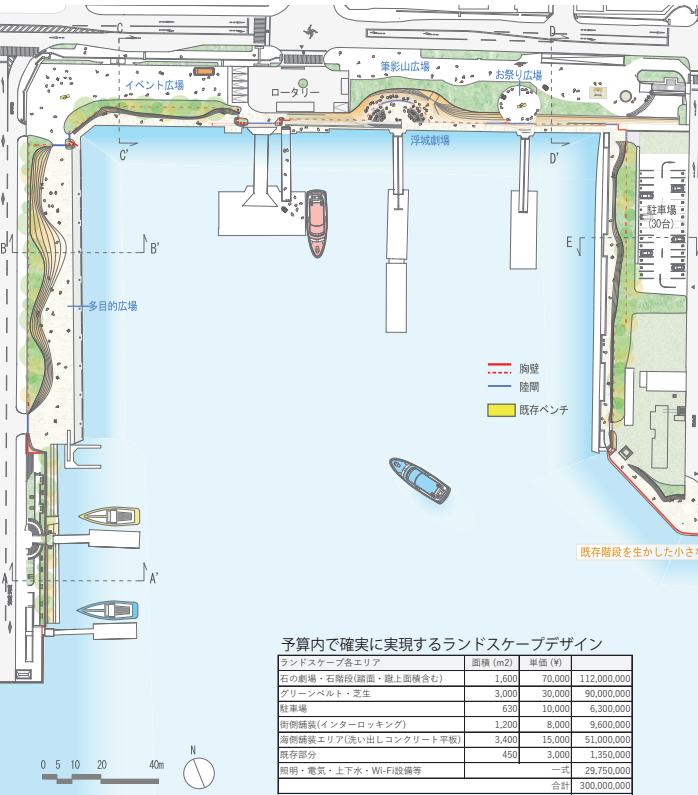 C
D
イベント広場
ロータリー
筆影山広場
お祭り広場
浮城劇場
C'
D'
駐車場
(30台)
B
B'
E
多目的広場
胸壁
陸閘
既存ベンチ
既存階段を生かした小さ
A
A'
予算内で確実に実現するランドスケープデザイン
ランドスケープ各エリア 面積 (m2) 単価 (¥)
石の劇場・石階段(踏面・蹴上面積含む) 1,600 70,000 112,000,000
グリーンベルト・芝生 3,000 30,000 90,000,000
駐車場 630 10,000 6,300,000
街側舗装(インターロッキング) 1,200 8,000 9,600,000
海側舗装エリア(洗い出しコンクリート平板) 3,400 15,000 51,000,000
既存部分 450 3,000 1,350,000
照明・電気・上下水・Wi-Fi設備等 一式 29,750,000
合計 300,000,000
0 5 10 20 40m
N